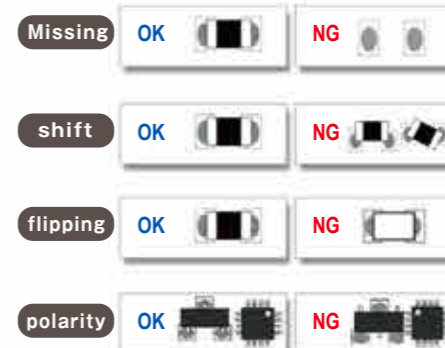 Missing OK NG
shift OK NG
flipping OK NG
polarity OK NG